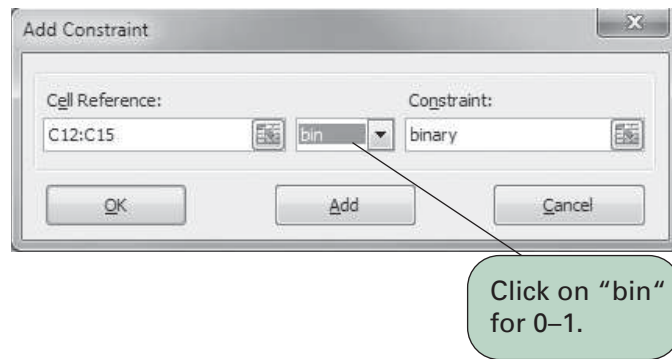 Add Constraint
Cell Reference: Constraint:
C12:C15 bin binary
OK Add Cancel
Click on “bin“
for 0–1.